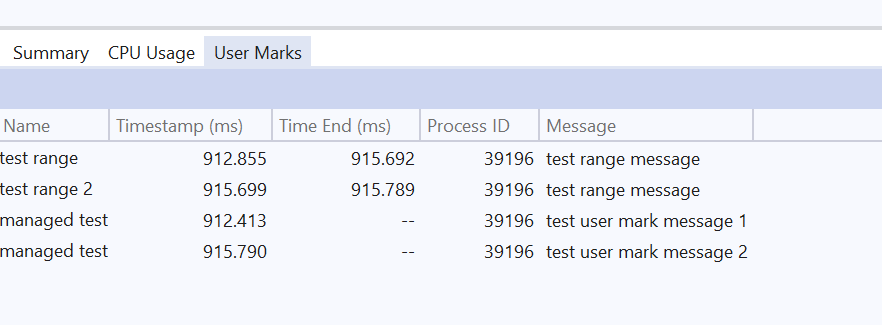 Summary CPU Usage User Marks
Name Timestamp (ms) Time End (ms) Process ID Message
test range 912.855 915.692 39196 test range message
test range 2 915.699 915.789 39196 test range message
managed test 912.413 -- 39196 test user mark message 1
managed test 915.790 -- 39196 test user mark message 2